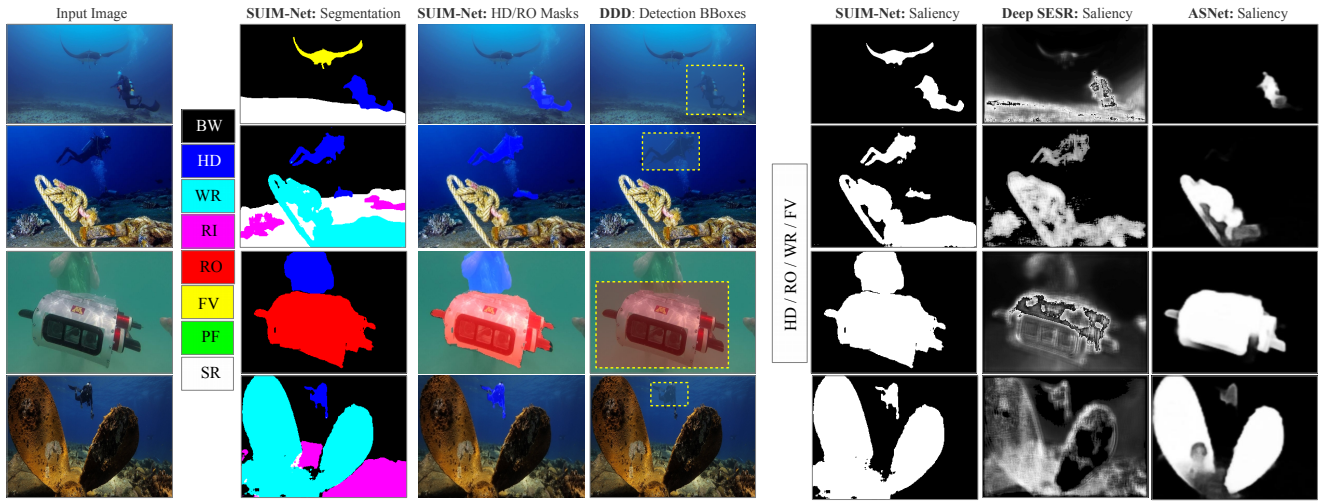 Input Image
SUIM-Net: Segmentation
SUIM-Net: HD/RO Masks
DDD: Detection BBoxes
SUIM-Net: Saliency
Deep SESR: Saliency
ASNet: Saliency
BW
HD
WR
RI
RO
FV
PF
SR
HD / RO / WR / FV